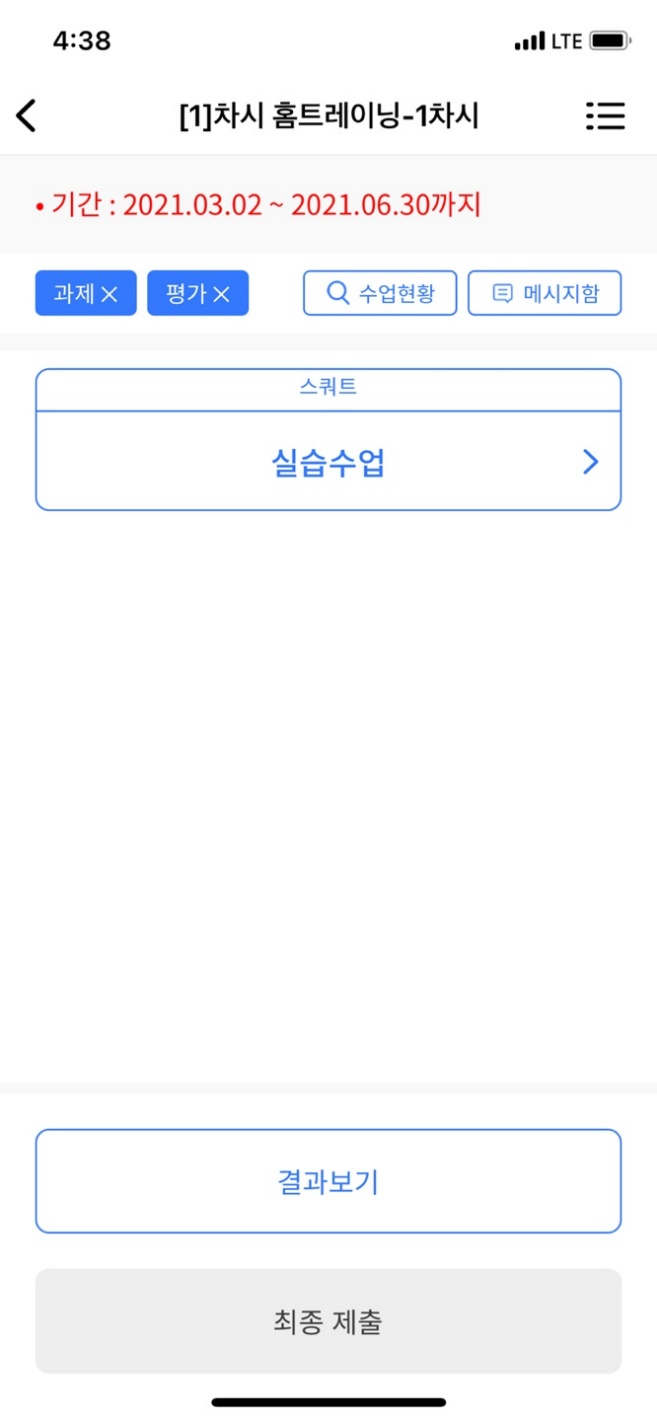 4:38 LTE
[1]차시 홈트레이닝-1차시
• 기간 : 2021.03.02 ~ 2021.06.30까지
과제 × 평가 × 수업현황 메시지함
스쿼트
실습수업
결과보기
최종 제출